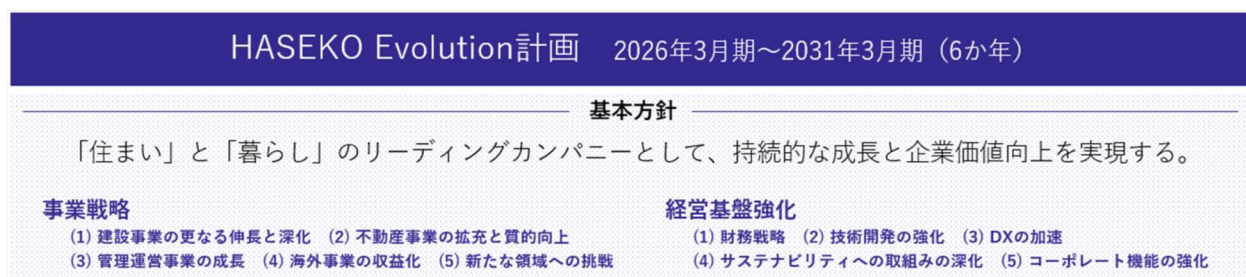 HASEKO Evolution計画　2026年3月期～2031年3月期（6か年）
基本方針
「住まい」と「暮らし」のリーディングカンパニーとして、持続的な成長と企業価値向上を実現する。
事業戦略
(1) 建設事業の更なる伸長と深化　(2) 不動産事業の拡充と質的向上
(3) 管理運営事業の成長　(4) 海外事業の収益化　(5) 新たな領域への挑戦
経営基盤強化
(1) 財務戦略　(2) 技術開発の強化　(3) DXの加速
(4) サステナビリティへの取組みの深化　(5) コーポレート機能の強化